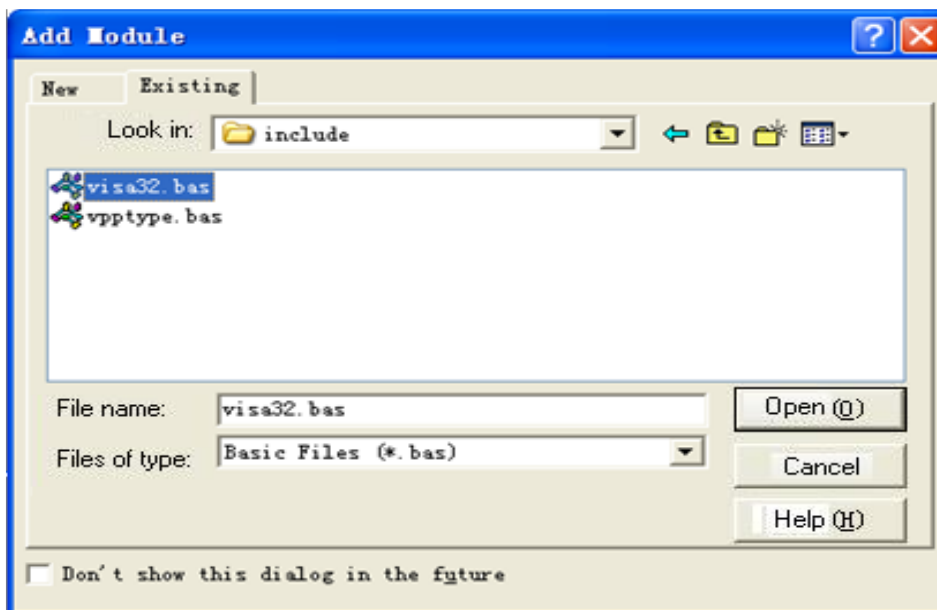 Add Module
New Existing
Look in: include
visa32.bas
vpptype.bas
File name: visa32.bas Open (O)
Files of type: Basic Files (*.bas)
Cancel
Help (H)
Don't show this dialog in the future